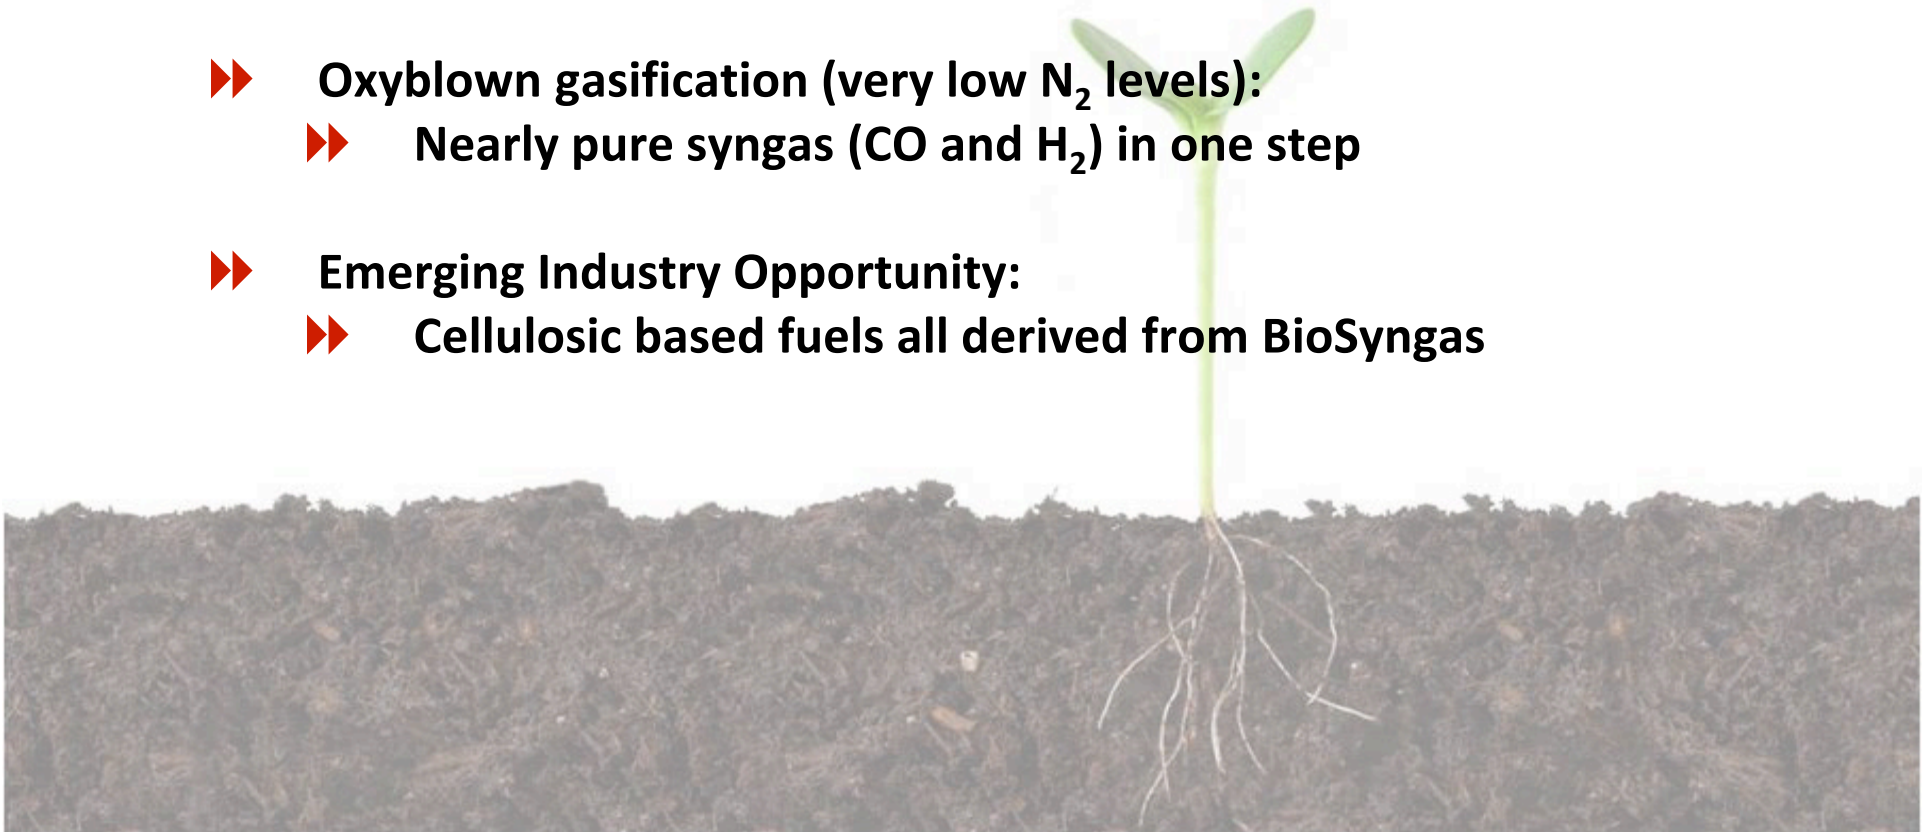 Oxyblown gasification (very low N₂ levels):
Nearly pure syngas (CO and H₂) in one step
Emerging Industry Opportunity:
Cellulosic based fuels all derived from BioSyngas